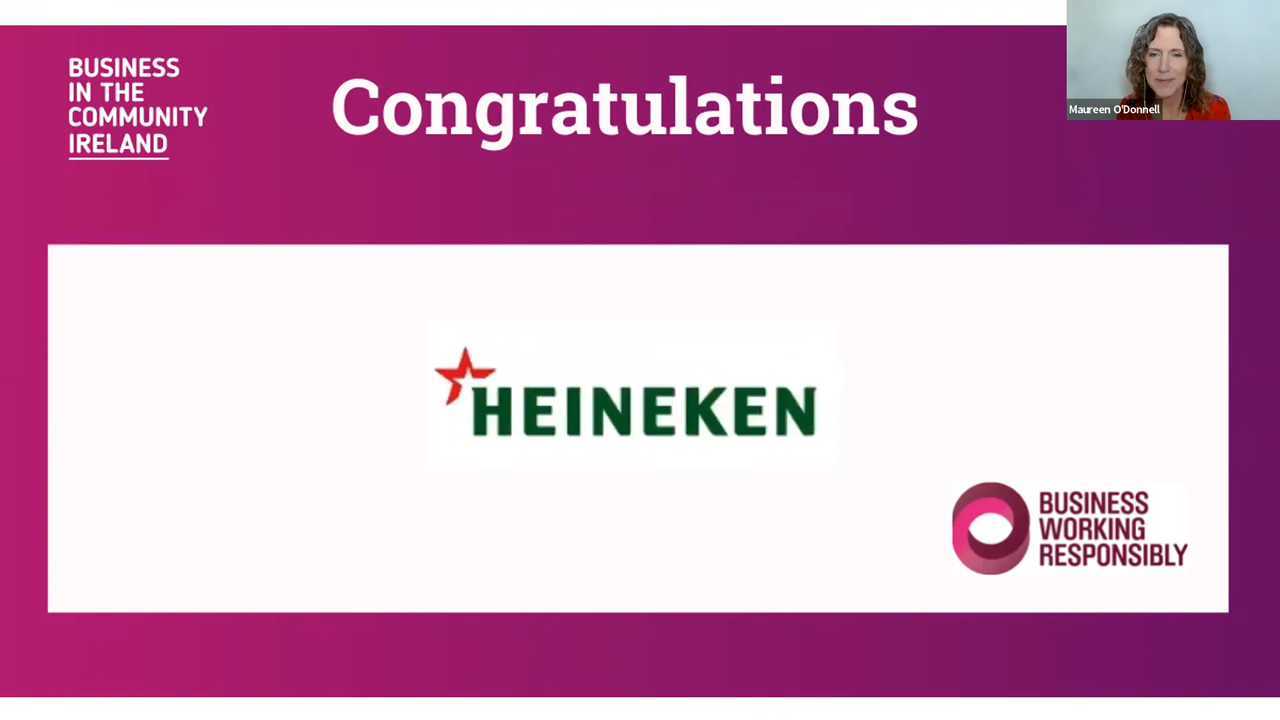 BUSINESS
IN THE
COMMUNITY
IRELAND
Congratulations
Maureen O'Donnell
HEINEKEN
BUSINESS
WORKING
RESPONSIBLY